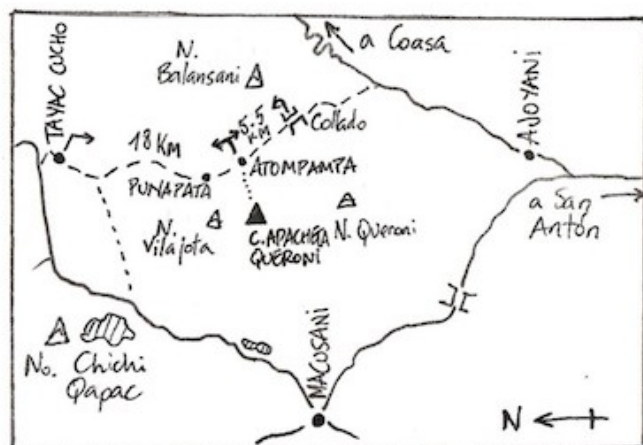 N.
Balansani
a Coasa
TAYAC CUCHO
AJOYANI
18 Km
5.5
KM
Collado
ATOMPAMPA
PUNAPATA
N.
Vilajota
C. APACHETA
QUERONI
N. Queroni
a San
Anton
No. Chichi
Qapac
MACUSANI
N